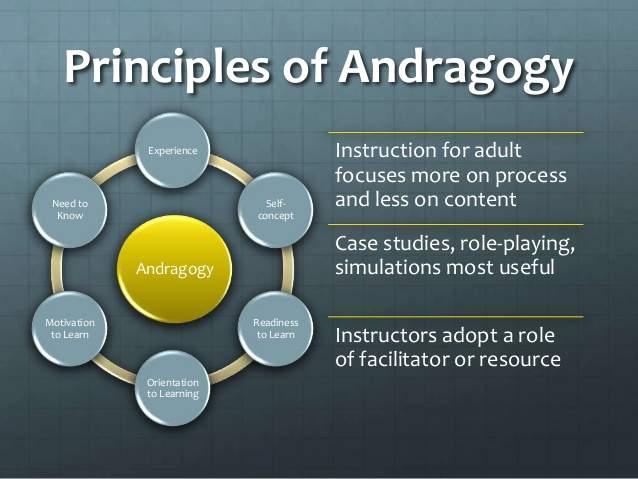 Principles of Andragogy
Experience
Self-
concept
Readiness
to Learn
Orientation
to Learning
Motivation
to Learn
Need to
Know
Andragogy
Instruction for adult
focuses more on process
and less on content
Case studies, role-playing,
simulations most useful
Instructors adopt a role
of facilitator or resource